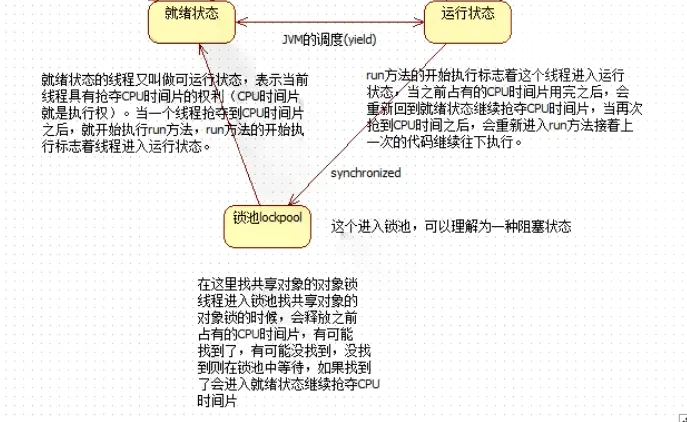 就绪状态
运行状态
JVM的调度(yield)
就绪状态的线程又叫做可运行状态，表示当前
线程具有抢夺CPU时间片的权利（CPU时间片
就是执行权）。当一个线程抢夺到CPU时间片
之后，就开始执行run方法，run方法的开始执
行标志着线程进入运行状态。
run方法的开始执行标志着这个线程进入运行
状态，当之前占有的CPU时间片用完之后，会
重新回到就绪状态继续抢夺CPU时间片，当再次
抢到CPU时间之后，会重新进入run方法接着上
一次的代码继续往下执行。
synchronized
锁池lockpool
这个进入锁池，可以理解为一种阻塞状态
在这里找共享对象的对象锁
线程进入锁池找共享对象的
对象锁的时候，会释放之前
占有的CPU时间片，有可能
找到了，有可能没找到，没找
到则在锁池中等待，如果找到
了会进入就绪状态继续抢夺CPU
时间片